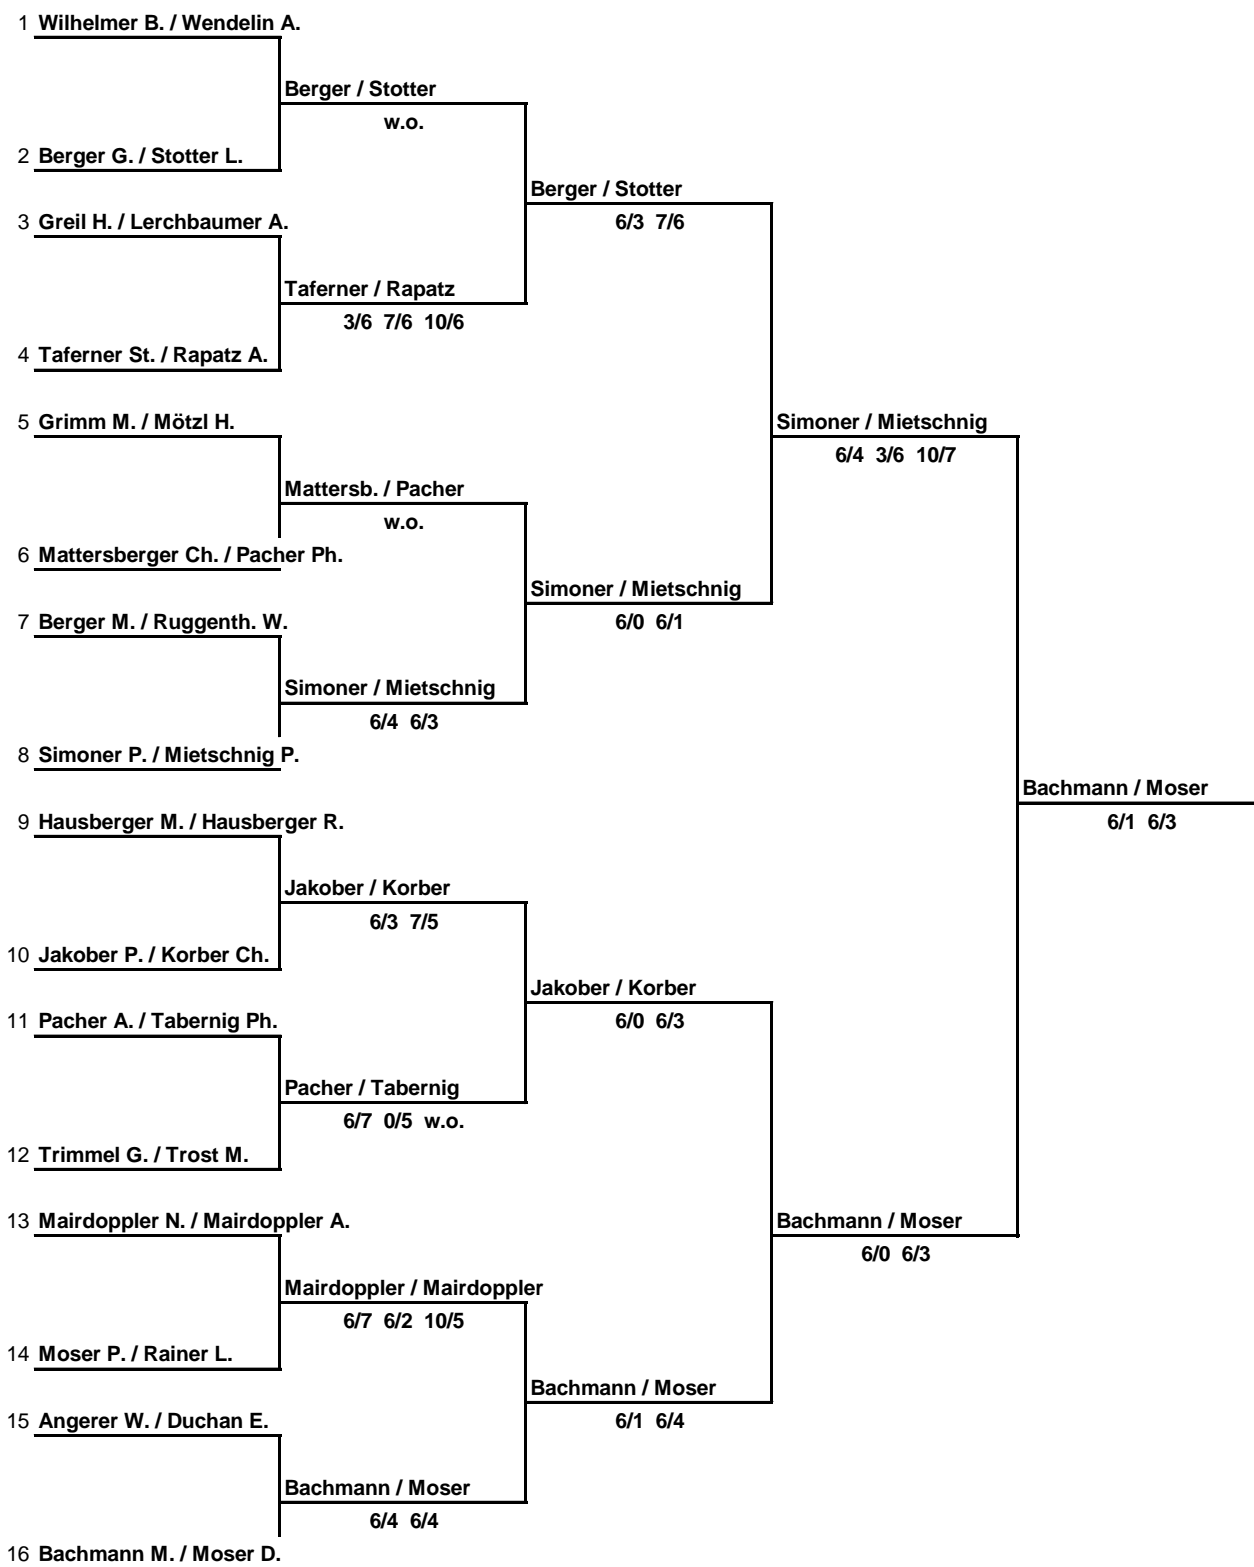 1 Wilhelmer B. / Wendelin A.
Berger / Stotter
w.o.
2 Berger G. / Stotter L.
Berger / Stotter
6/3 7/6
3 Greil H. / Lerchbaumer A.
Taferner / Rapatz
3/6 7/6 10/6
4 Taferner St. / Rapatz A.
5 Grimm M. / Mötzl H.
Simoner / Mietschnig
6/4 3/6 10/7
Mattersb. / Pacher
w.o.
6 Mattersberger Ch. / Pacher Ph.
Simoner / Mietschnig
6/0 6/1
7 Berger M. / Ruggenth. W.
Simoner / Mietschnig
6/4 6/3
8 Simoner P. / Mietschnig P.
Bachmann / Moser
6/1 6/3
9 Hausberger M. / Hausberger R.
Jakober / Korber
6/3 7/5
10 Jakober P. / Korber Ch.
Jakober / Korber
6/0 6/3
11 Pacher A. / Tabernig Ph.
Pacher / Tabernig
6/7 0/5 w.o.
12 Trimmel G. / Trost M.
13 Mairdoppler N. / Mairdoppler A.
Bachmann / Moser
6/0 6/3
Mairdoppler / Mairdoppler
6/7 6/2 10/5
14 Moser P. / Rainer L.
Bachmann / Moser
6/1 6/4
15 Angerer W. / Duchan E.
Bachmann / Moser
6/4 6/4
16 Bachmann M. / Moser D.